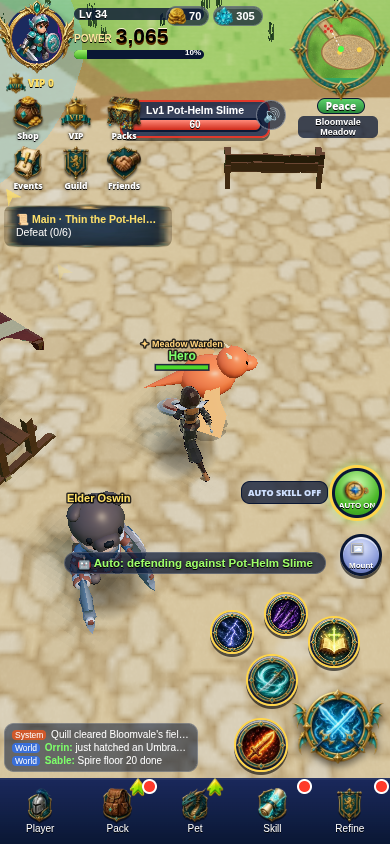 Lv 34
70
305
POWER 3,065
10%
VIP 0
Shop
VIP
VIP
Packs
Lv1 Pot-Helm Slime
60
Peace
Bloomvale
Meadow
Events
Guild
Friends
Main · Thin the Pot-Hel...
Defeat (0/6)
Meadow Warden
Hero
AUTO SKILL OFF
AUTO ON
Elder Oswin
Auto: defending against Pot-Helm Slime
Mount
System Quill cleared Bloomvale's fiel...
World Orrin: just hatched an Umbra...
World Sable: Spire floor 20 done
Player
Pack
Pet
Skill
Refine